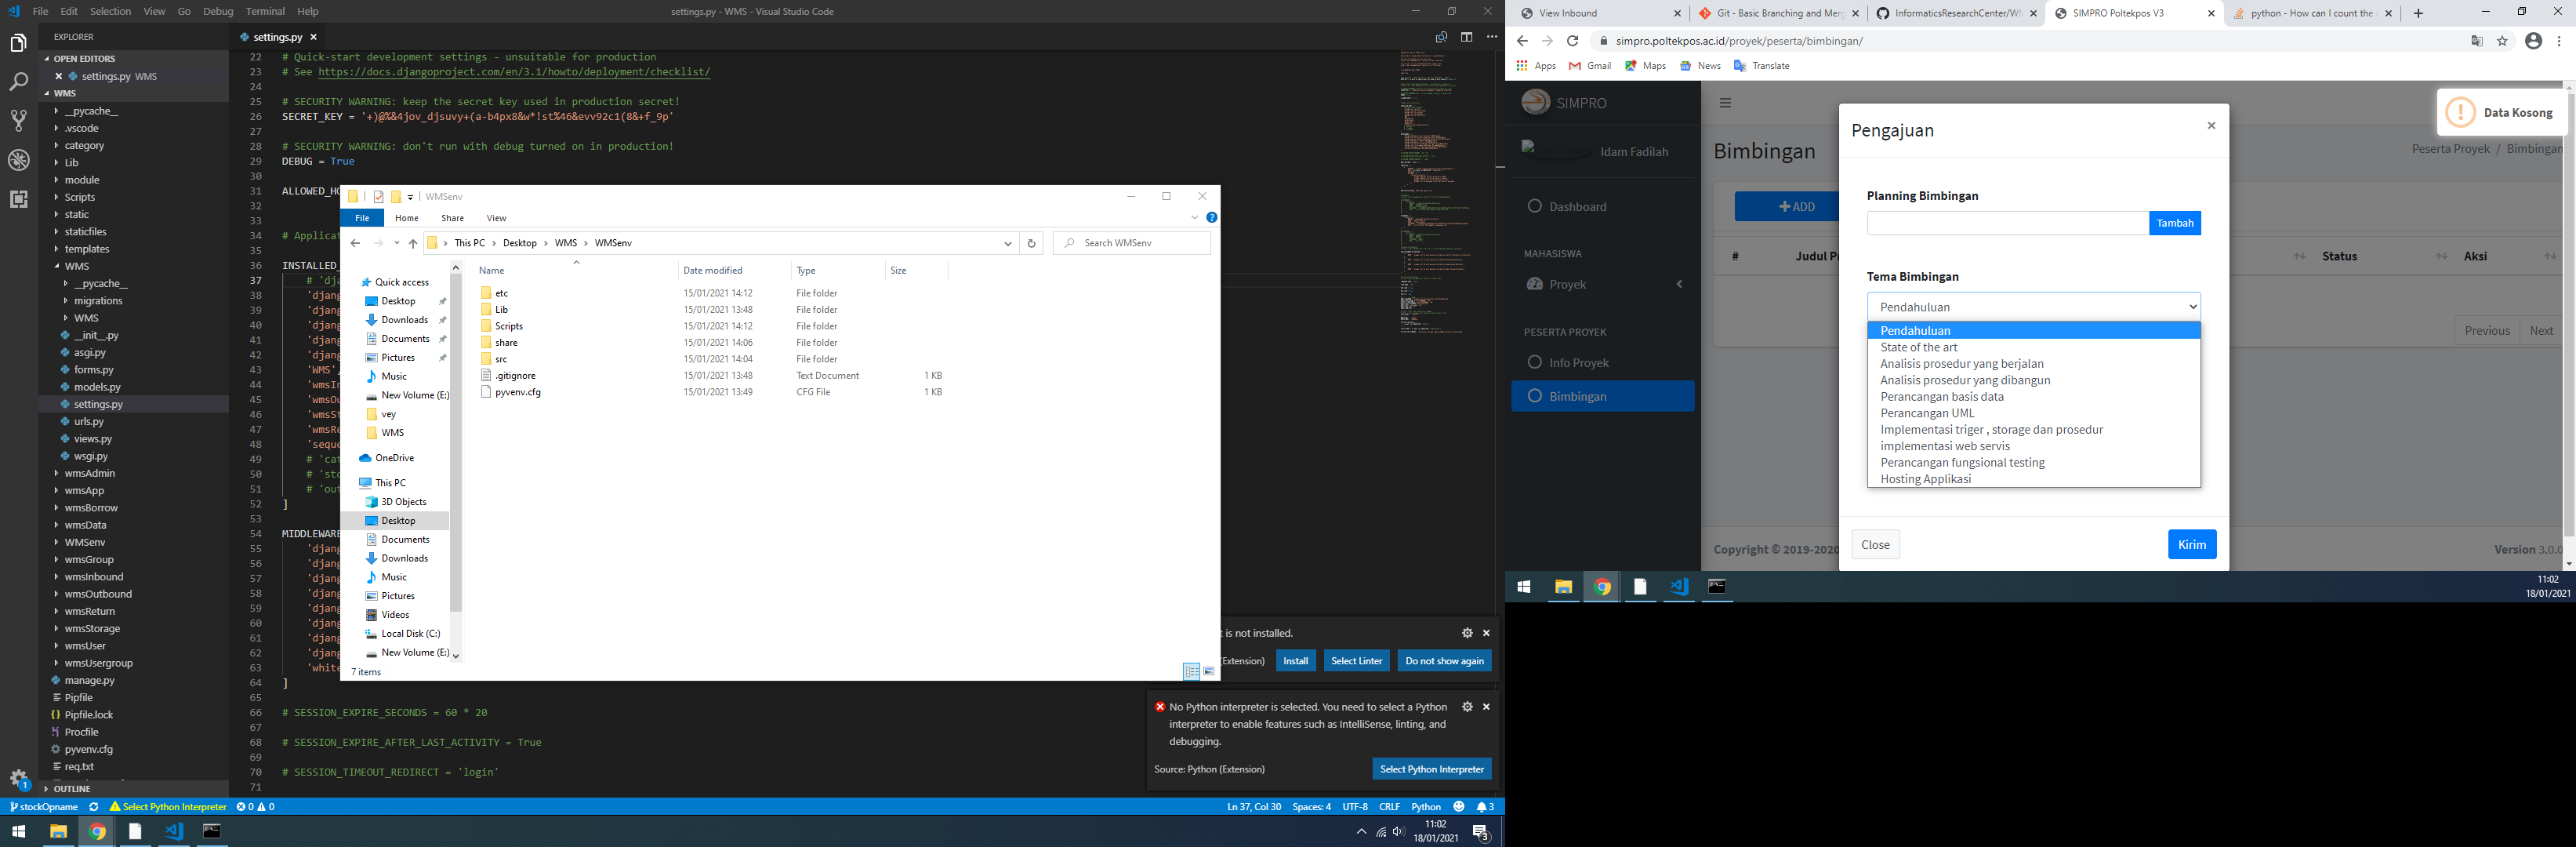 File Edit Selection View Go Debug Terminal Help
settings.py - WMS - Visual Studio Code
EXPLORER
OPEN EDITORS
settings.py WMS
WMS
__pycache__
.vscode
category
Lib
module
Scripts
static
staticfiles
templates
WMS
__pycache__
migrations
WMS
__init__.py
asgi.py
forms.py
models.py
settings.py
urls.py
views.py
wsgi.py
wmsAdmin
wmsApp
wmsBorrow
wmsData
WMSenv
wmsGroup
wmsInbound
wmsOutbound
wmsReturn
wmsStorage
wmsUser
wmsUsergroup
manage.py
Pipfile
Pipfile.lock
Procfile
pyvenv.cfg
req.txt
OUTLINE
settings.py
22 # Quick-start development settings - unsuitable for production
23 # See https://docs.djangoproject.com/en/3.1/howto/deployment/checklist/
24
25 # SECURITY WARNING: keep the secret key used in production secret!
26 SECRET_KEY = '+)@%&4jov_djsuvy+(a-b4px8&w*!st%46&evv92c1(8&+f_9p'
27
28 # SECURITY WARNING: don't run with debug turned on in production!
29 DEBUG = True
30
31 ALLOWED_HO
32
33
34 # Applicat
35
36 INSTALLED_
37 # 'dja
38 'djang
39 'djang
40 'djang
41 'djang
42 'djang
43 'WMS',
44 'wmsIn
45 'wmsOu
46 'wmsSt
47 'wmsRe
48 'seque
49 # 'cat
50 # 'sto
51 # 'out
52 ]
53
54 MIDDLEWARE
55 'djang
56 'djang
57 'djang
58 'djang
59 'djang
60 'djang
61 'djang
62 'djang
63 'white
64 ]
65
66 # SESSION_EXPIRE_SECONDS = 60 * 20
67
68 # SESSION_EXPIRE_AFTER_LAST_ACTIVITY = True
69
70 # SESSION_TIMEOUT_REDIRECT = 'login'
71
WMSenv
File Home Share View
This PC Desktop WMS WMSenv
Search WMSenv
Quick access
Desktop
Downloads
Documents
Pictures
Music
New Volume (E:)
vey
WMS
OneDrive
This PC
3D Objects
Desktop
Documents
Downloads
Music
Pictures
Videos
Local Disk (C:)
New Volume (E:)
Name Date modified Type Size
etc 15/01/2021 14:12 File folder
Lib 15/01/2021 13:48 File folder
Scripts 15/01/2021 14:12 File folder
share 15/01/2021 14:06 File folder
src 15/01/2021 14:04 File folder
.gitignore 15/01/2021 13:48 Text Document 1 KB
pyvenv.cfg 15/01/2021 13:49 CFG File 1 KB
7 items
t is not installed.
(Extension) Install Select Linter Do not show again
No Python interpreter is selected. You need to select a Python
interpreter to enable features such as IntelliSense, linting, and
debugging.
Source: Python (Extension) Select Python Interpreter
stockOpname Select Python Interpreter 0 0
Ln 37, Col 30 Spaces: 4 UTF-8 CRLF Python 3
11:02
18/01/2021
3
View Inbound
Git - Basic Branching and Mer
InformaticsResearchCenter/WM
SIMPRO Poltekpos V3
python - How can I count the
simpro.poltekpos.ac.id/proyek/peserta/bimbingan/
Apps Gmail Maps News Translate
SIMPRO
Idam Fadilah
Dashboard
MAHASISWA
Proyek
PESERTA PROYEK
Info Proyek
Bimbingan
Bimbingan
Peserta Proyek / Bimbingan
Data Kosong
ADD
# Judul Pr Status Aksi
Previous Next
Copyright © 2019-2020
Version 3.0.0
Pengajuan
Planning Bimbingan
Tambah
Tema Bimbingan
Pendahuluan
Pendahuluan
State of the art
Analisis prosedur yang berjalan
Analisis prosedur yang dibangun
Perancangan basis data
Perancangan UML
Implementasi triger , storage dan prosedur
implementasi web servis
Perancangan fungsional testing
Hosting Applikasi
Close Kirim
11:02
18/01/2021